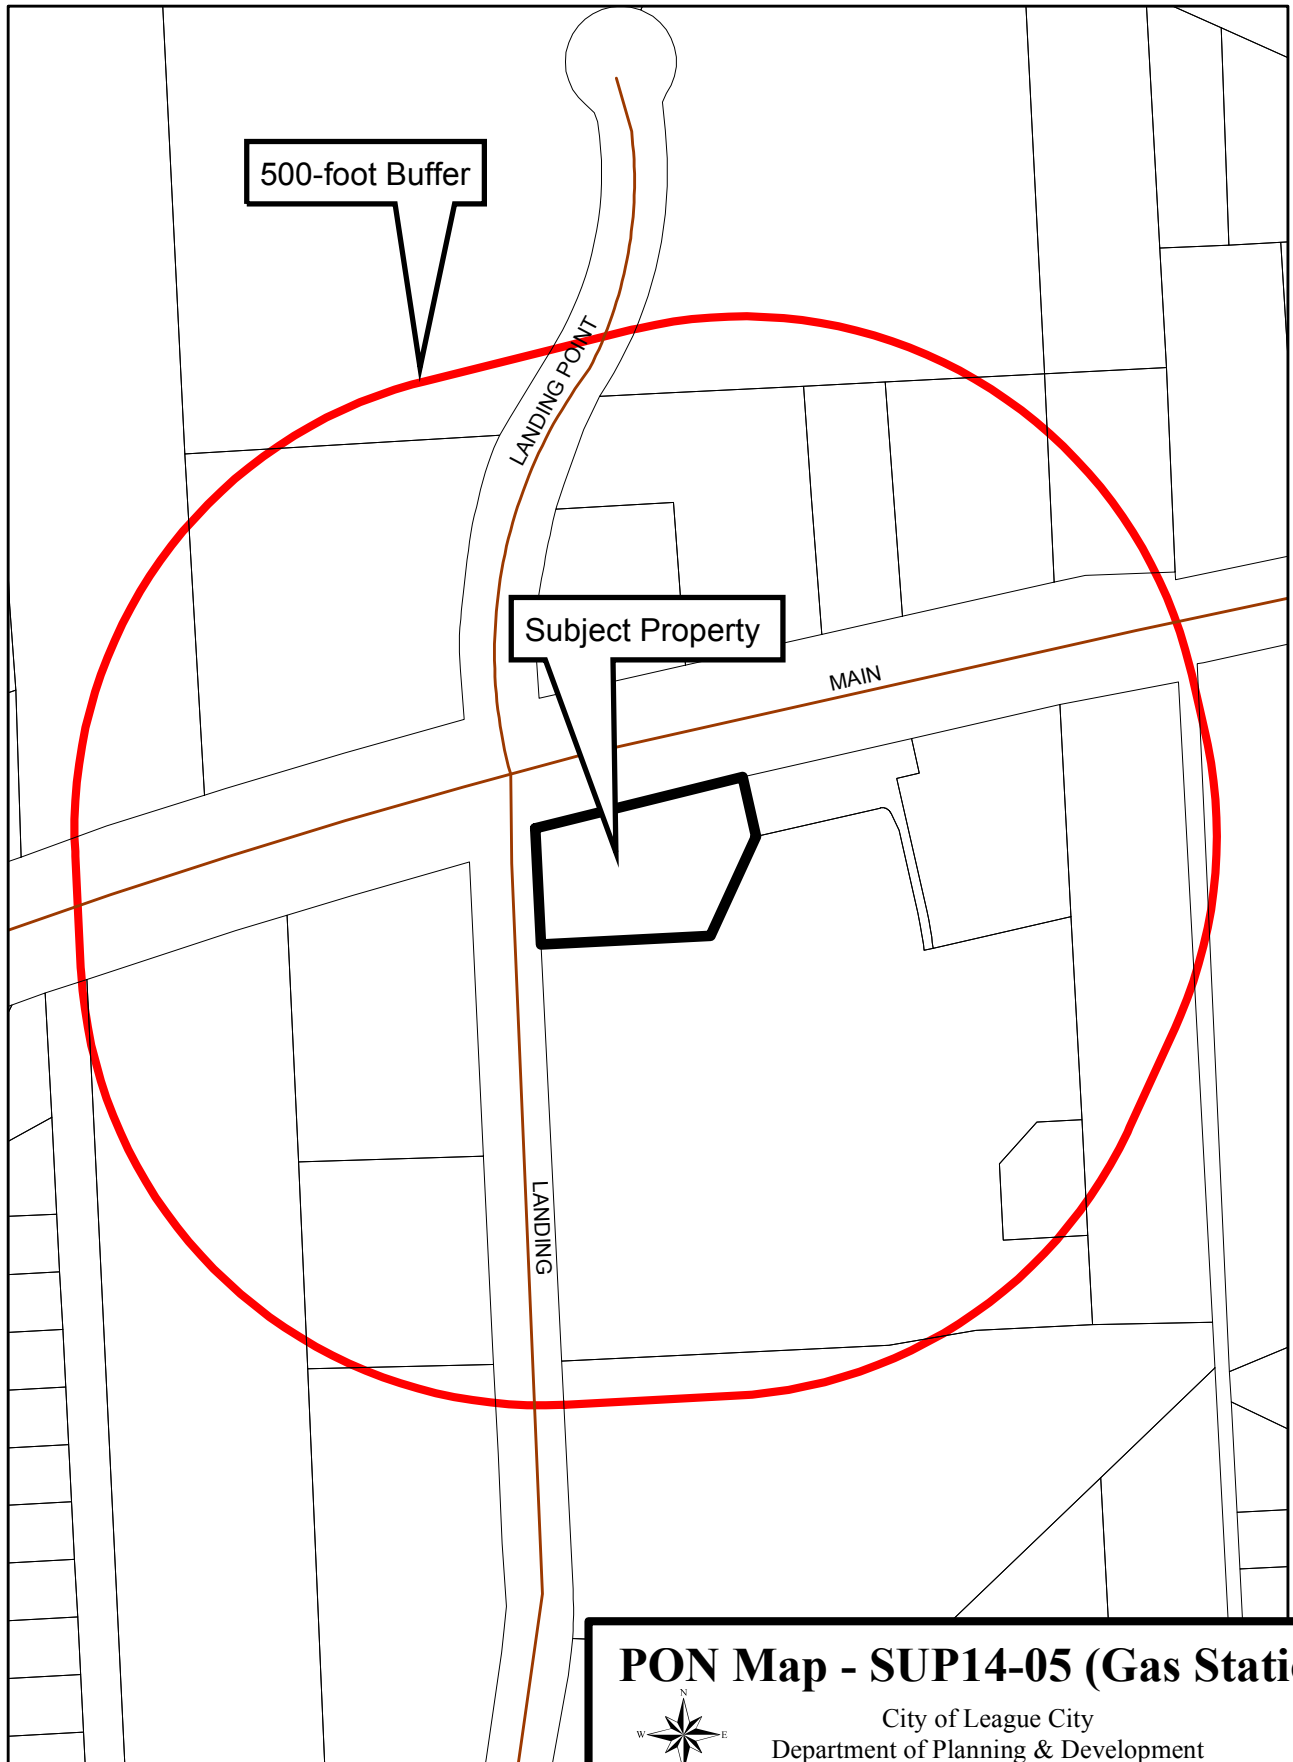 500-foot Buffer
LANDING POINT
Subject Property
MAIN
LANDING
PON Map - SUP14-05 (Gas Stati
N
W
E
City of League City
Department of Planning & Development